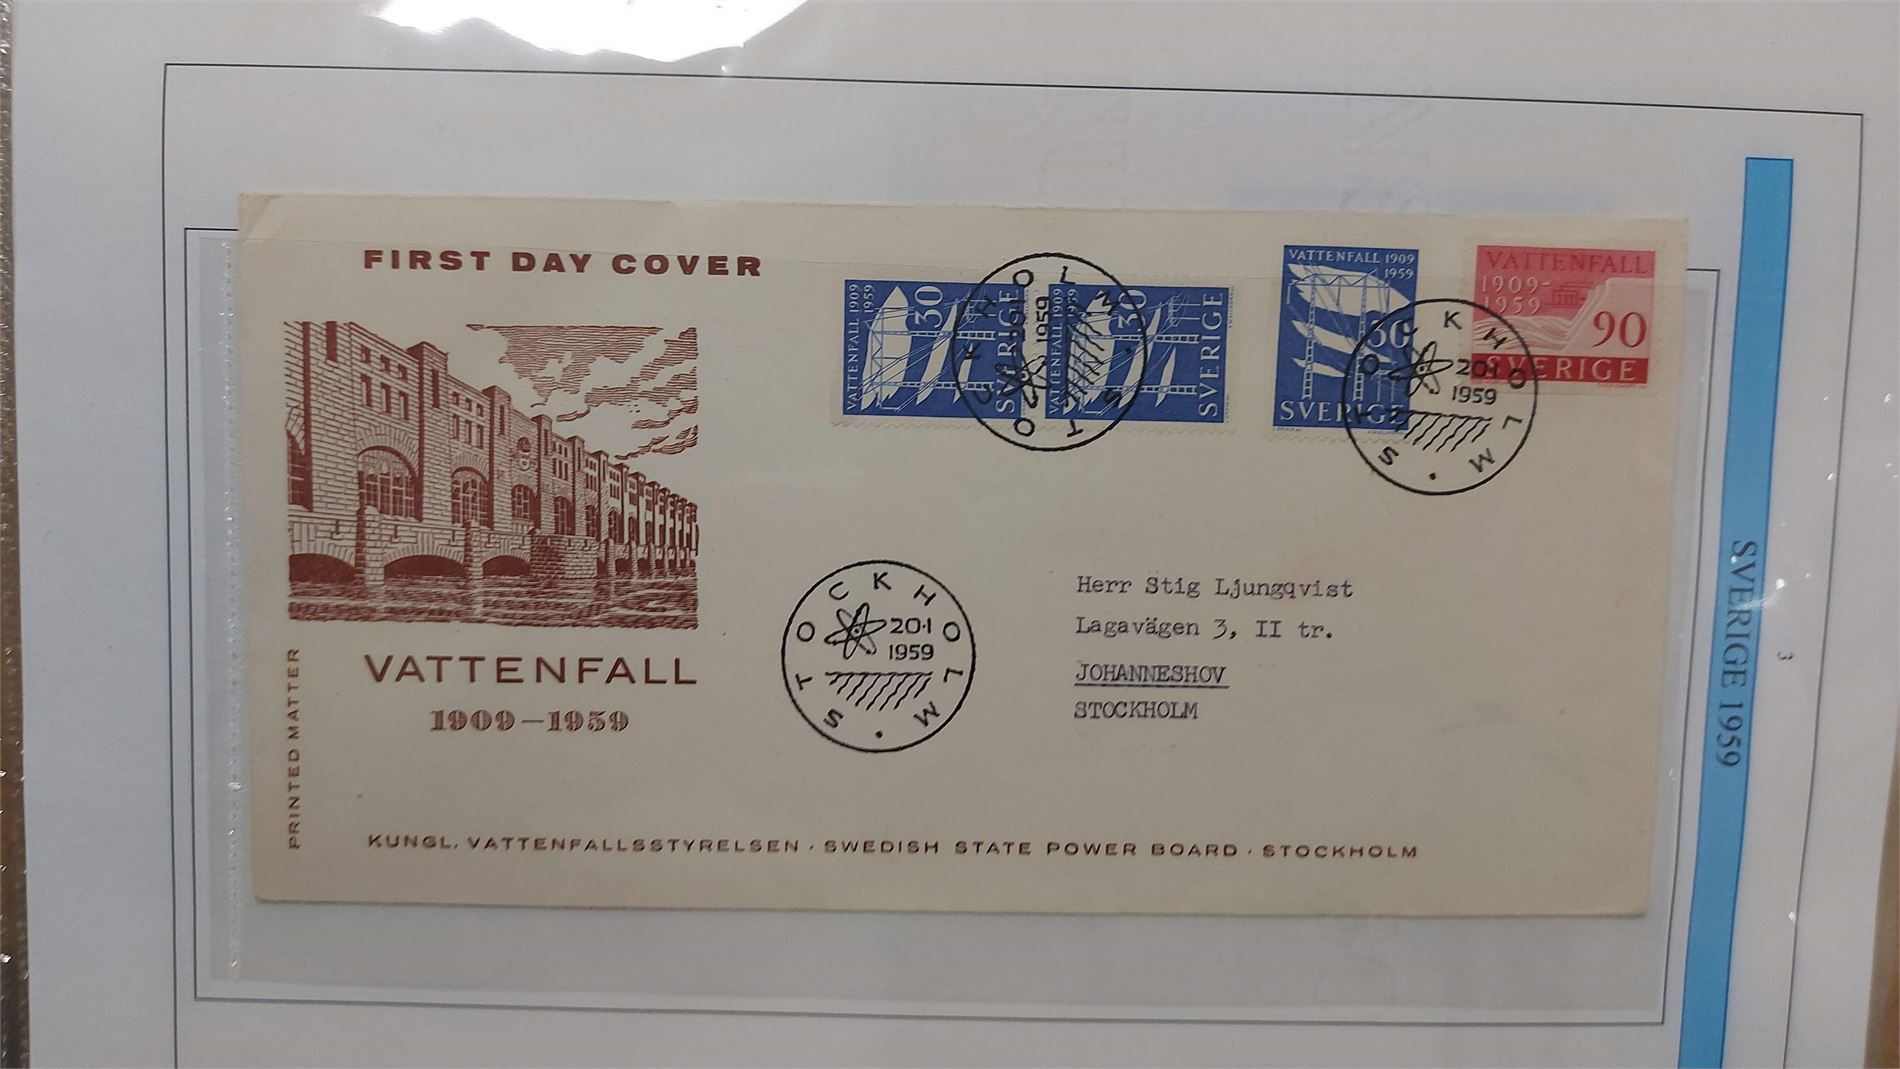 FIRST DAY COVER
VATTENFALL 1909
1959
30
SVERIGE
VATTENFALL 1909
1959
30
SVERIGE
VATTENFALL 1909
1959
30
SVERIGE
VATTENFALL
1909-
1959
90
SVERIGE
STOCKHOLM
20·1
1959
STOCKHOLM
20·1
1959
STOCKHOLM
20·1
1959
VATTENFALL
1909-1959
PRINTED MATTER
Herr Stig Ljungqvist
Lagavägen 3, II tr.
JOHANNESHOV
STOCKHOLM
KUNGL. VATTENFALLSSTYRELSEN · SWEDISH STATE POWER BOARD · STOCKHOLM
SVERIGE 1959
3